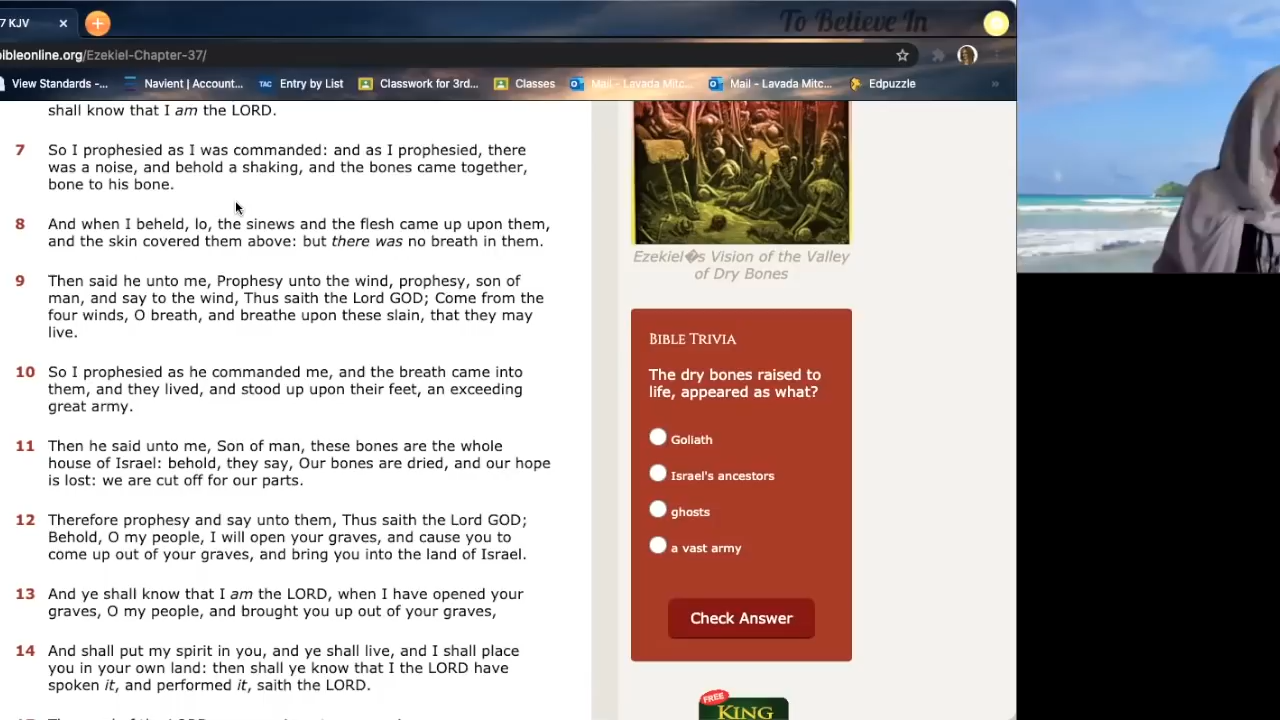 7 KJV
To Believe In
bibleonline.org/Ezekiel-Chapter-37/
View Standards -...
Navient | Account...
TAC Entry by List
Classwork for 3rd...
Classes
Mail - Lavada Mitc...
Mail - Lavada Mitc...
Edpuzzle
»
shall know that I am the LORD.
7 So I prophesied as I was commanded: and as I prophesied, there
was a noise, and behold a shaking, and the bones came together,
bone to his bone.
8 And when I beheld, lo, the sinews and the flesh came up upon them,
and the skin covered them above: but there was no breath in them.
9 Then said he unto me, Prophesy unto the wind, prophesy, son of
man, and say to the wind, Thus saith the Lord GOD; Come from the
four winds, O breath, and breathe upon these slain, that they may
live.
10 So I prophesied as he commanded me, and the breath came into
them, and they lived, and stood up upon their feet, an exceeding
great army.
11 Then he said unto me, Son of man, these bones are the whole
house of Israel: behold, they say, Our bones are dried, and our hope
is lost: we are cut off for our parts.
12 Therefore prophesy and say unto them, Thus saith the Lord GOD;
Behold, O my people, I will open your graves, and cause you to
come up out of your graves, and bring you into the land of Israel.
13 And ye shall know that I am the LORD, when I have opened your
graves, O my people, and brought you up out of your graves,
14 And shall put my spirit in you, and ye shall live, and I shall place
you in your own land: then shall ye know that I the LORD have
spoken it, and performed it, saith the LORD.
Ezekiel�s Vision of the Valley
of Dry Bones
BIBLE TRIVIA
The dry bones raised to
life, appeared as what?
Goliath
Israel's ancestors
ghosts
a vast army
Check Answer
FREE
KING